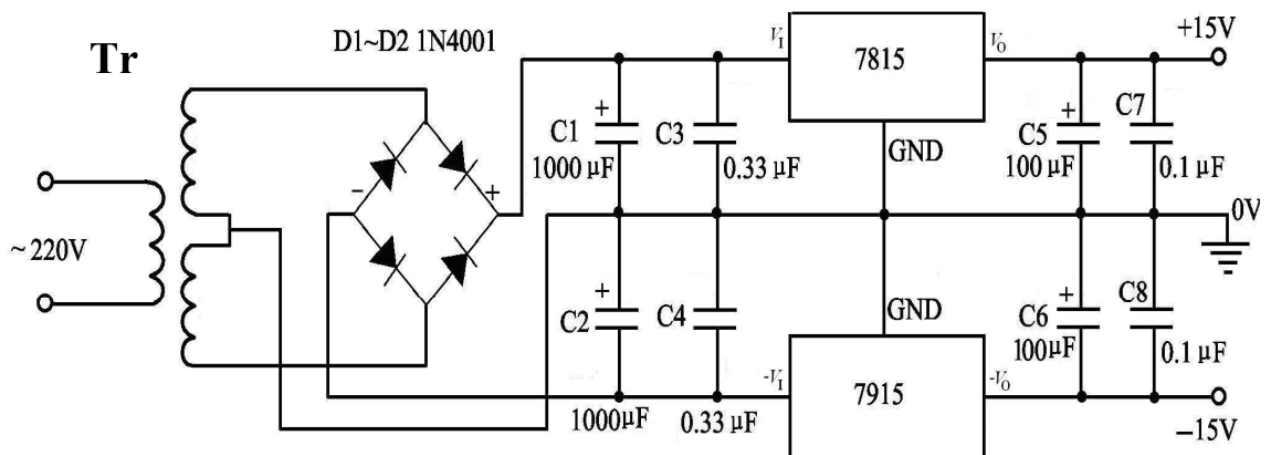 Tr
D1~D2 1N4001
~220V
−
+
+
C1
1000 μF
C3
0.33 μF
V_I
7815
V_O
GND
+15V
+
C5
100 μF
C7
0.1 μF
0V
+
C2
1000μF
C4
0.33 μF
GND
-V_I
7915
-V_O
+
C6
100μF
C8
0.1 μF
−15V